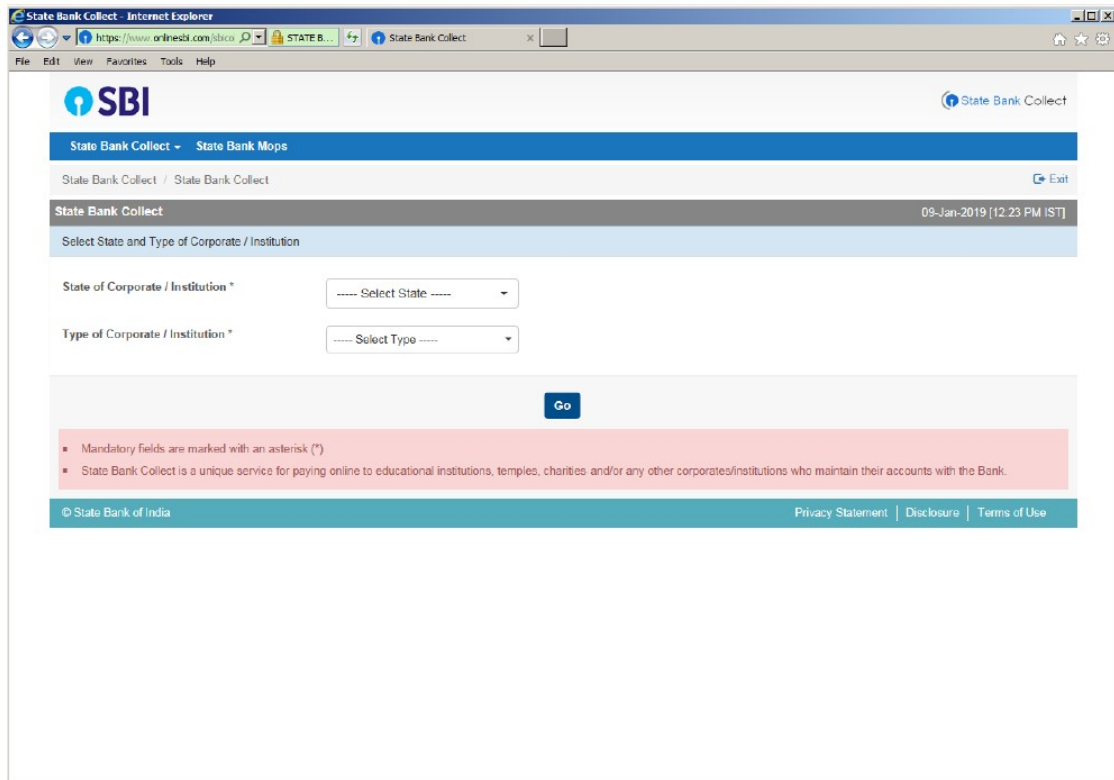 State Bank Collect - Internet Explorer
https://www.onlinesbi.com/sbico STATE B... State Bank Collect
File Edit View Favorites Tools Help
SBI State Bank Collect
State Bank Collect State Bank Mops
State Bank Collect / State Bank Collect Exit
State Bank Collect 09-Jan-2019 [12:23 PM IST]
Select State and Type of Corporate / Institution
State of Corporate / Institution * ----- Select State -----
Type of Corporate / Institution * ----- Select Type -----
Go
Mandatory fields are marked with an asterisk (*)
State Bank Collect is a unique service for paying online to educational institutions, temples, charities and/or any other corporates/institutions who maintain their accounts with the Bank.
© State Bank of India Privacy Statement | Disclosure | Terms of Use